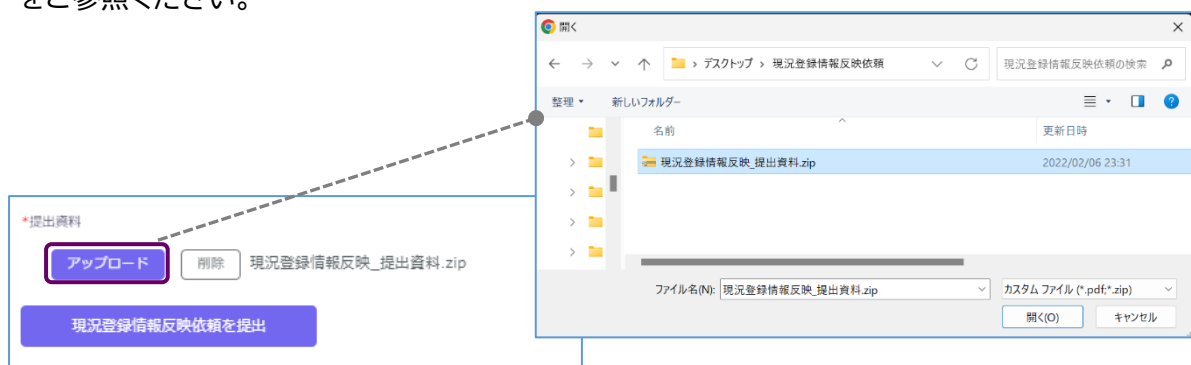 をご参照ください。
開く
デスクトップ > 現況登録情報反映依頼
現況登録情報反映依頼の検索
整理 新しいフォルダー
名前 更新日時
現況登録情報反映_提出資料.zip 2022/02/06 23:31
ファイル名(N): 現況登録情報反映_提出資料.zip カスタム ファイル (*.pdf;*.zip)
開く(O) キャンセル
*提出資料
アップロード 削除 現況登録情報反映_提出資料.zip
現況登録情報反映依頼を提出